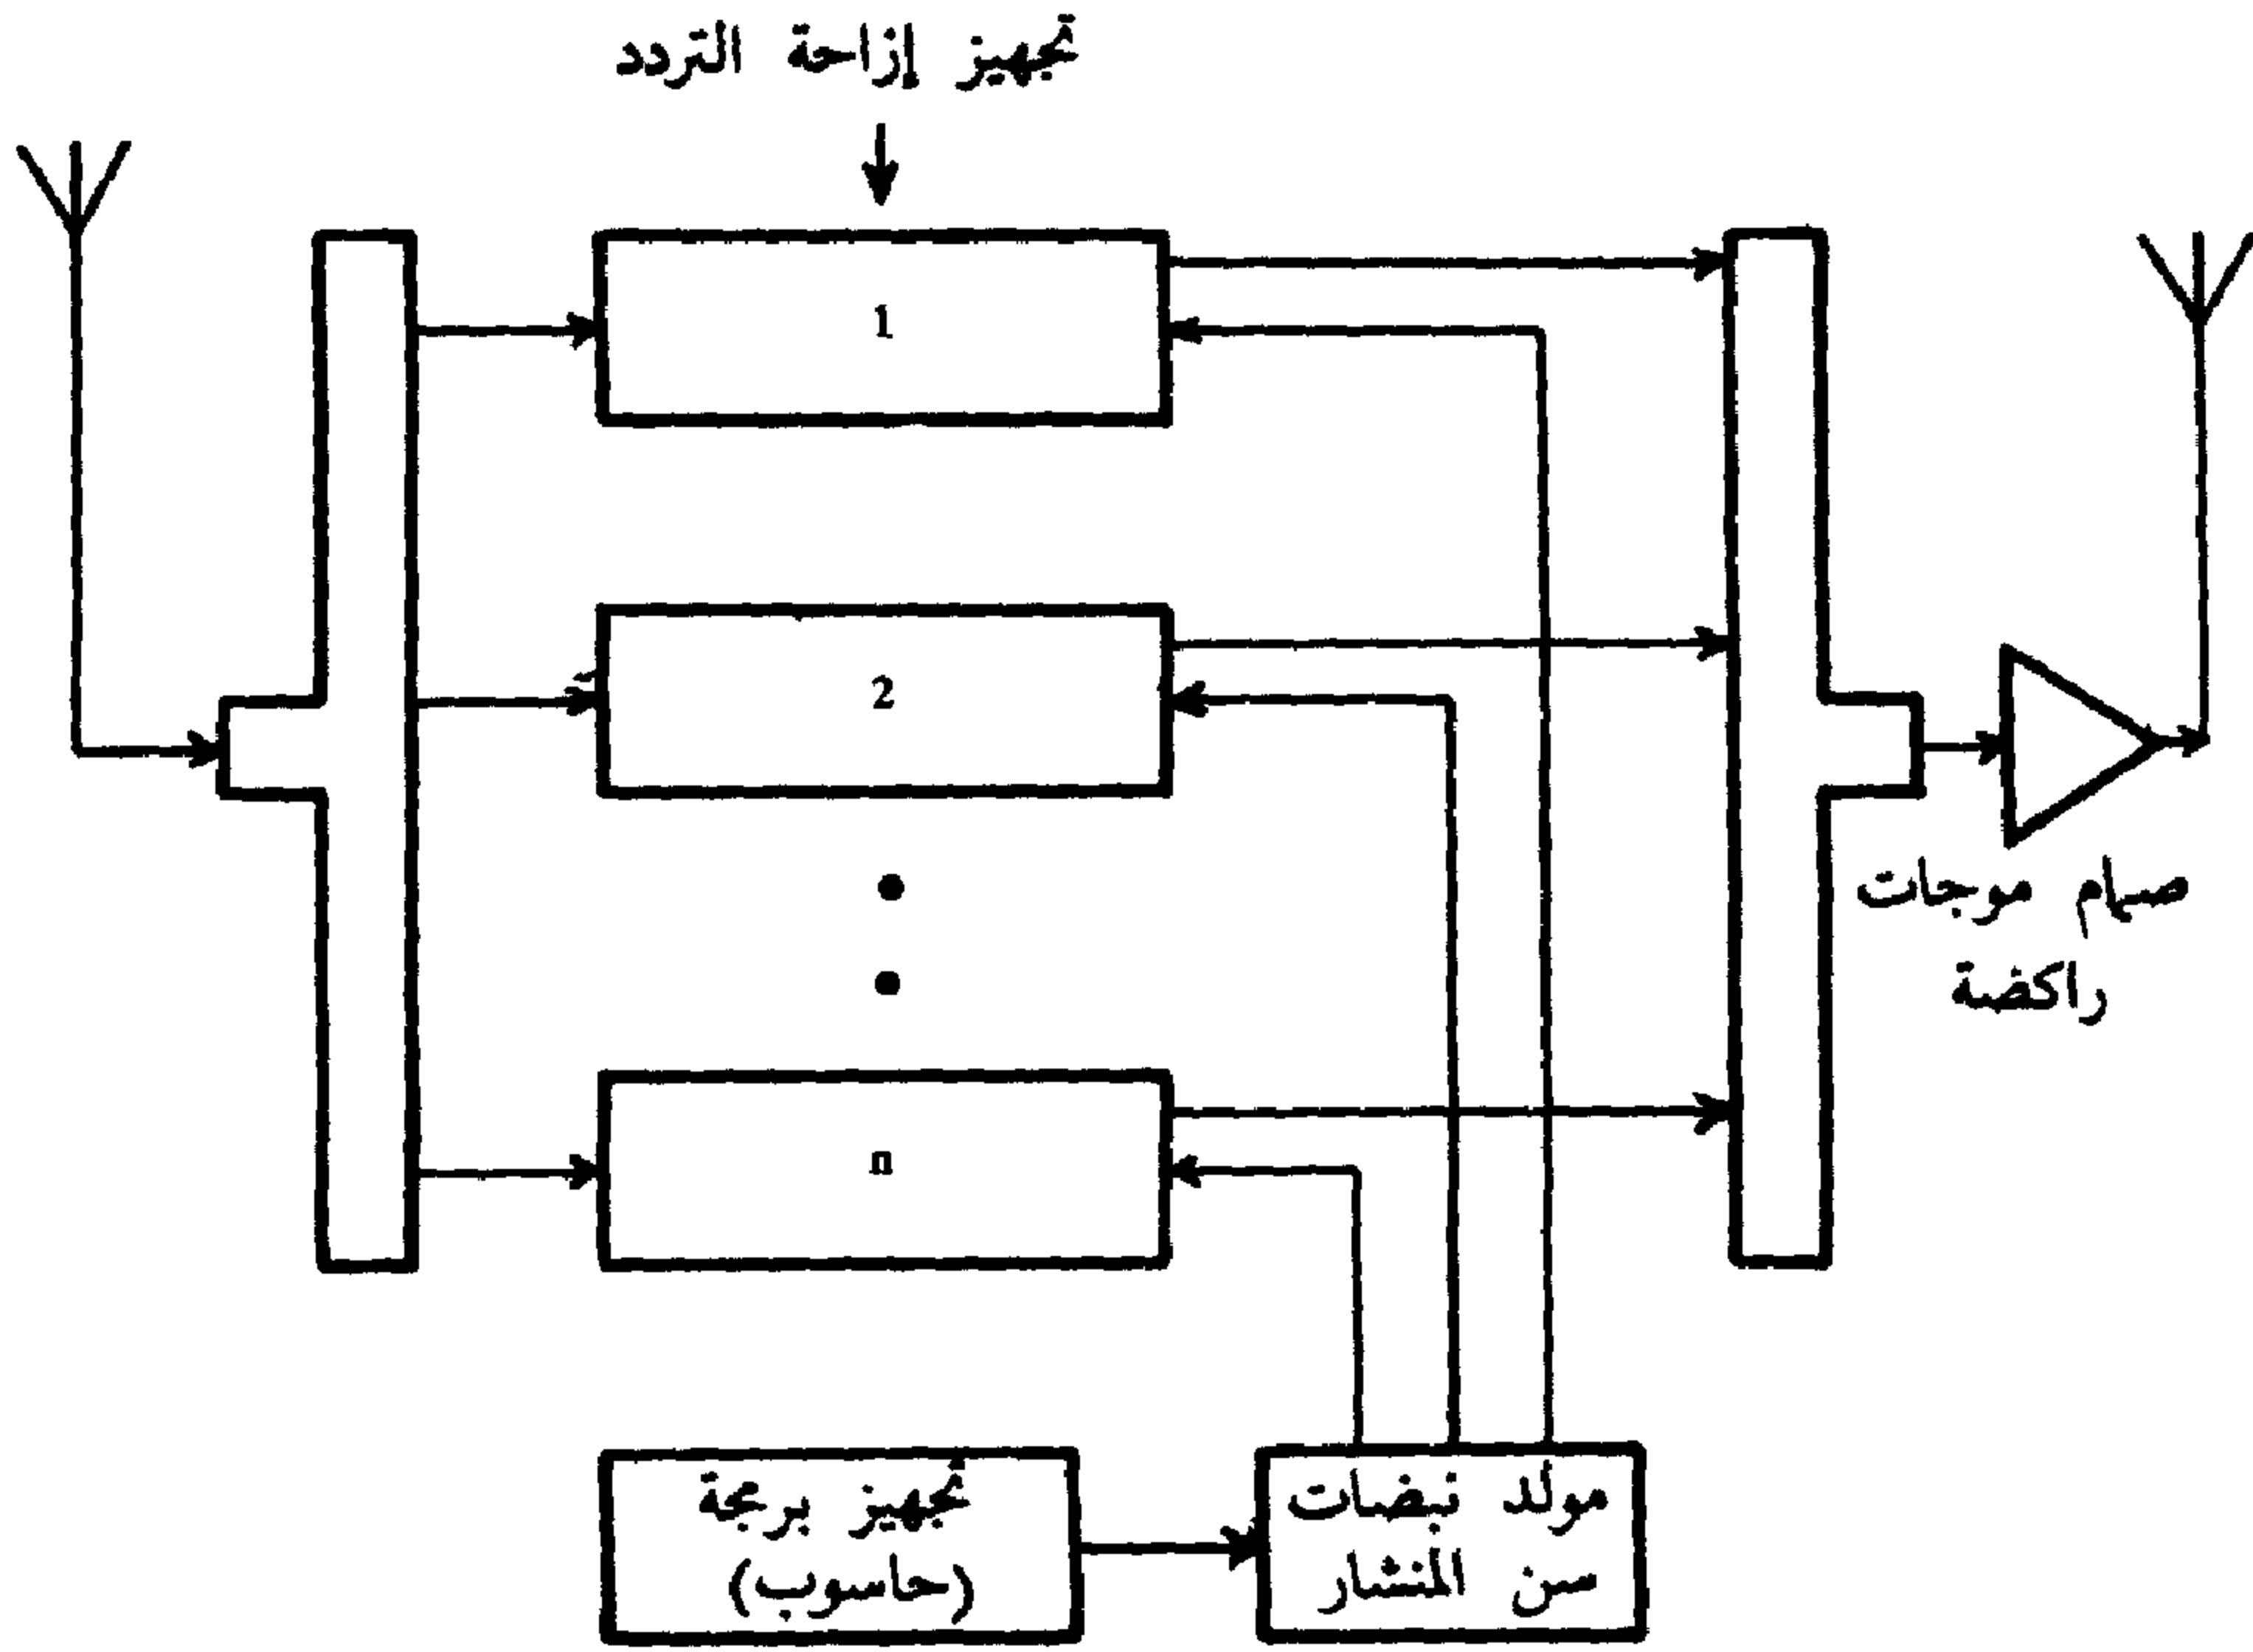 تجهيز إزاحة التردد
1
2
n
صمام موجات
راكضة
تجهيز برمجة
(حاسوب)
مولد نبضات
سن المنشار